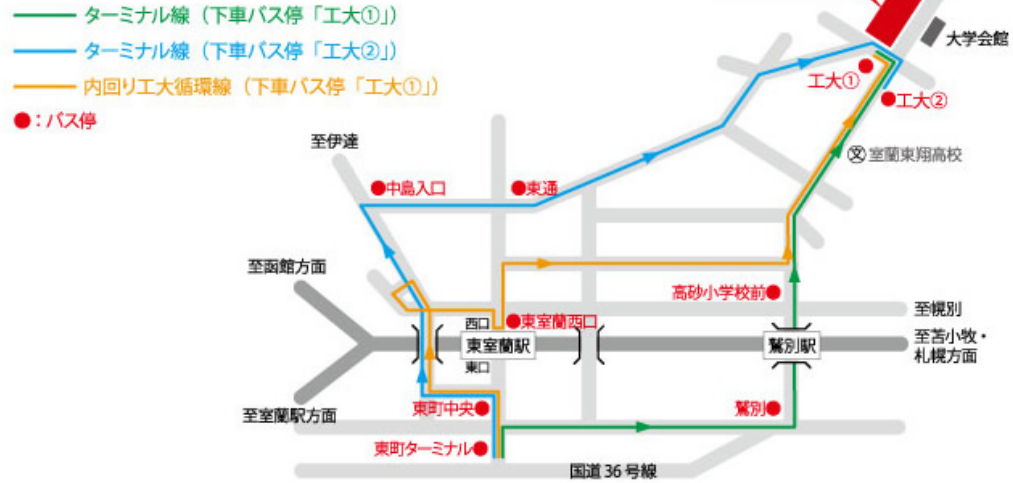 ターミナル線（下車バス停「工大①」）
ターミナル線（下車バス停「工大②」）
内回り工大循環線（下車バス停「工大①」）
●：バス停
大学会館
工大①
工大②
至伊達
文 室蘭東翔高校
中島入口
東通
至函館方面
高砂小学校前
至幌別
西口
東室蘭西口
東室蘭駅
鷲別駅
至苫小牧・
札幌方面
東口
至室蘭駅方面
東町中央
鷲別
東町ターミナル
国道36号線